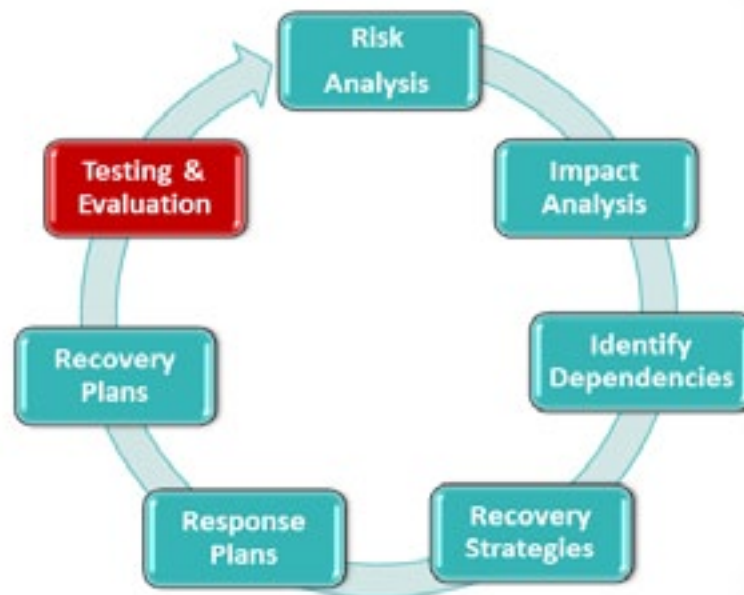 Risk
Analysis
Impact
Analysis
Identify
Dependencies
Recovery
Strategies
Response
Plans
Recovery
Plans
Testing &
Evaluation